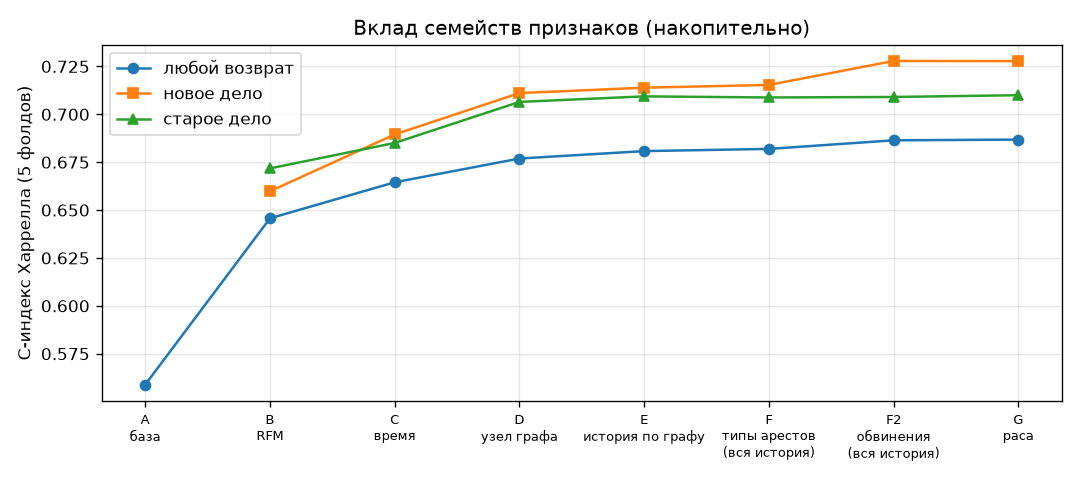 Вклад семейств признаков (накопительно)
любой возврат
новое дело
старое дело
C-индекс Харрелла (5 фолдов)
0.725
0.700
0.675
0.650
0.625
0.600
0.575
A
база
B
RFM
C
время
D
узел графа
E
история по графу
F
типы арестов
(вся история)
F2
обвинения
(вся история)
G
раса